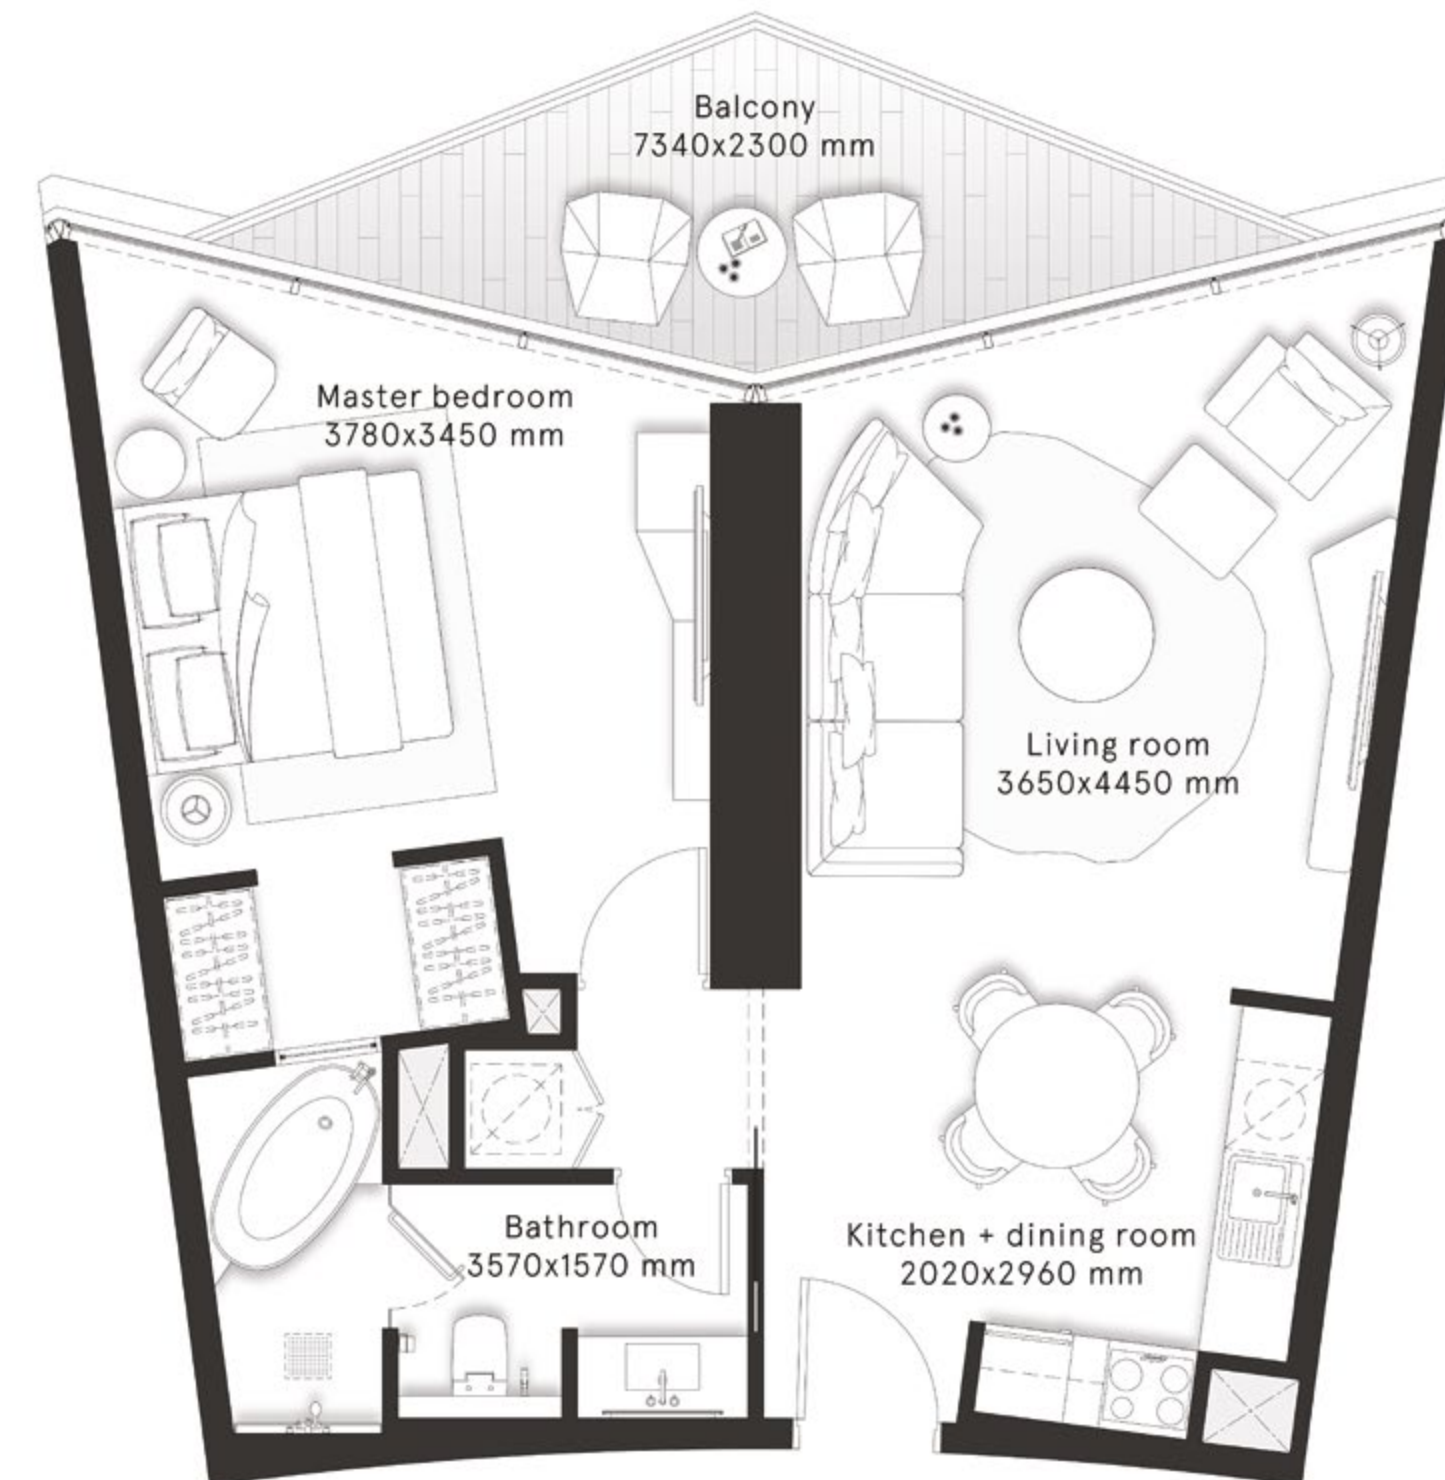 Balcony
7340x2300 mm
Master bedroom
3780x3450 mm
Living room
3650x4450 mm
Bathroom
3570x1570 mm
Kitchen + dining room
2020x2960 mm